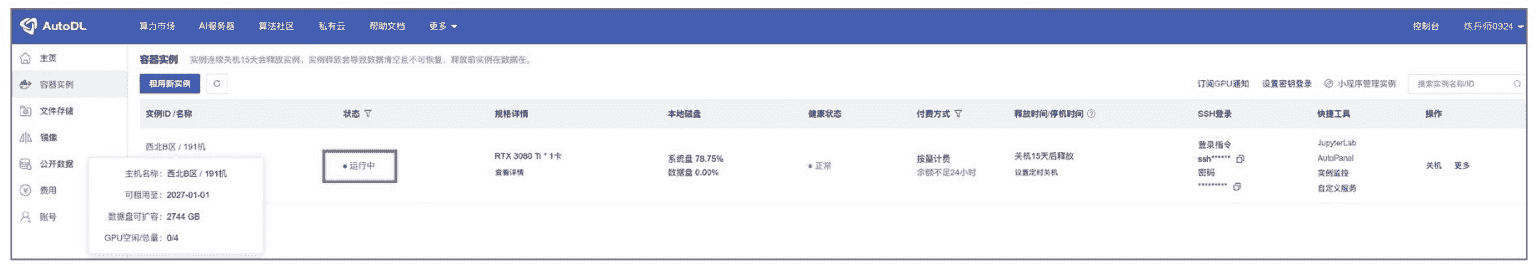 AutoDL 算力市场 AI服务器 算法社区 私有云 帮助文档 更多 控制台 炼丹师0924
主页
容器实例
文件存储
镜像
公开数据
费用
账号
容器实例 实例连续关机15天会释放实例，实例释放会导致数据清空且不可恢复，释放前实例在数据在。
租用新实例 订阅GPU通知 设置密钥登录 小程序管理实例 搜索实例名称/ID
实例ID /名称 状态 规格详情 本地磁盘 健康状态 付费方式 释放时间/停机时间 SSH登录 快捷工具 操作
西北B区 / 191机
运行中
RTX 3080 Ti * 1卡
查看详情
系统盘 78.75%
数据盘 0.00%
正常
按量计费
余额不足24小时
关机15天后释放
设置定时关机
登录指令
ssh******
密码
*********
JupyterLab
AutoPanel
实例监控
自定义服务
关机 更多
主机名称: 西北B区 / 191机
可租用至: 2027-01-01
数据盘可扩容: 2744 GB
GPU空闲/总量: 0/4